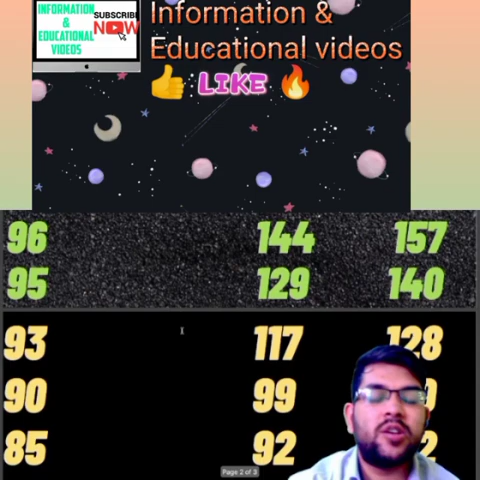 INFORMATION
&
EDUCATIONAL
VIDEOS
SUBSCRIBE
NOW
Information &
Educational videos
LIKE
96 144 157
95 129 140
93 117 128
90 99
85 92
Page 2 of 3